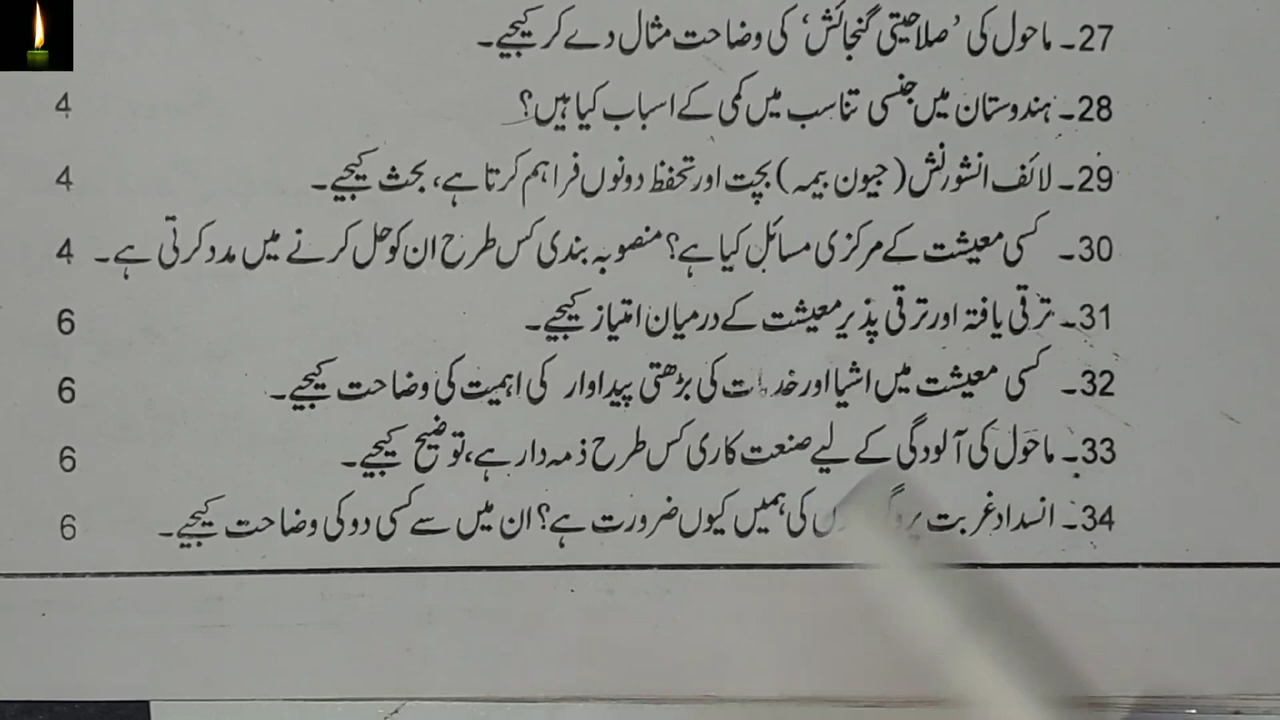 27۔ ماحول کی ’صلاحیتی گنجائش‘ کی وضاحت مثال دے کر کیجیے۔
28۔ ہندوستان میں جنسی تناسب میں کمی کے اسباب کیا ہیں؟ 4
29۔ لائف انشورنش (جیون بیمہ) بچت اور تحفظ دونوں فراہم کرتا ہے، بحث کیجیے۔ 4
30۔ کسی معیشت کے مرکزی مسائل کیا ہے؟ منصوبہ بندی کس طرح ان کو حل کرنے میں مدد کرتی ہے۔ 4
31۔ ترقی یافتہ اور ترقی پذیر معیشت کے درمیان امتیاز کیجیے۔ 6
32۔ کسی معیشت میں اشیا اور خدمات کی بڑھتی پیداوار کی اہمیت کی وضاحت کیجیے۔ 6
33۔ ماحول کی آلودگی کے لیے صنعت کاری کس طرح ذمہ دار ہے، توضیح کیجیے۔ 6
34۔ انسداد غربت کی ہمیں کیوں ضرورت ہے؟ ان میں سے کسی دو کی وضاحت کیجیے۔ 6